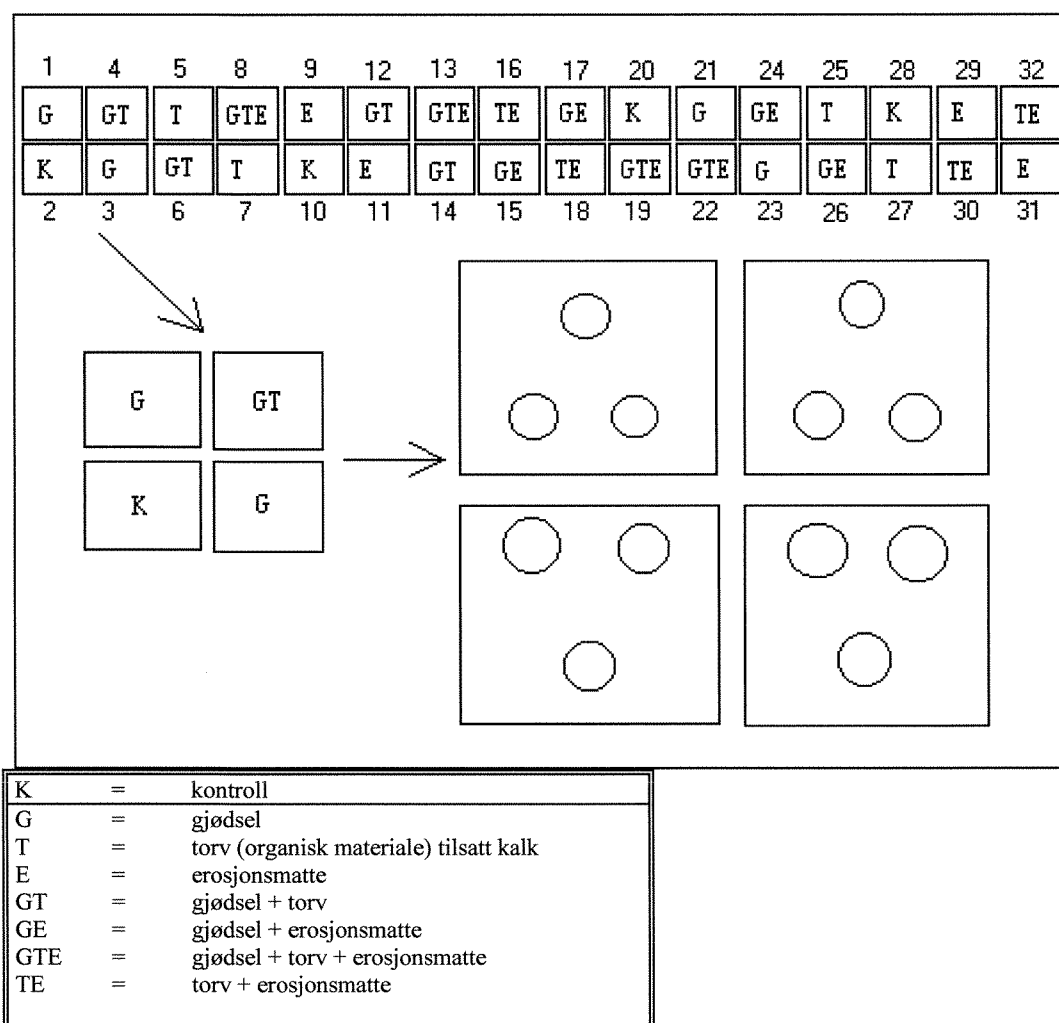 1 4 5 8 9 12 13 16 17 20 21 24 25 28 29 32
G GT T GTE E GT GTE TE GE K G GE T K E TE
K G GT T K E GT GE TE GTE GTE G GE T TE E
2 3 6 7 10 11 14 15 18 19 22 23 26 27 30 31
G GT
K G
K = kontroll
G = gjødsel
T = torv (organisk materiale) tilsatt kalk
E = erosjonsmatte
GT = gjødsel + torv
GE = gjødsel + erosjonsmatte
GTE = gjødsel + torv + erosjonsmatte
TE = torv + erosjonsmatte